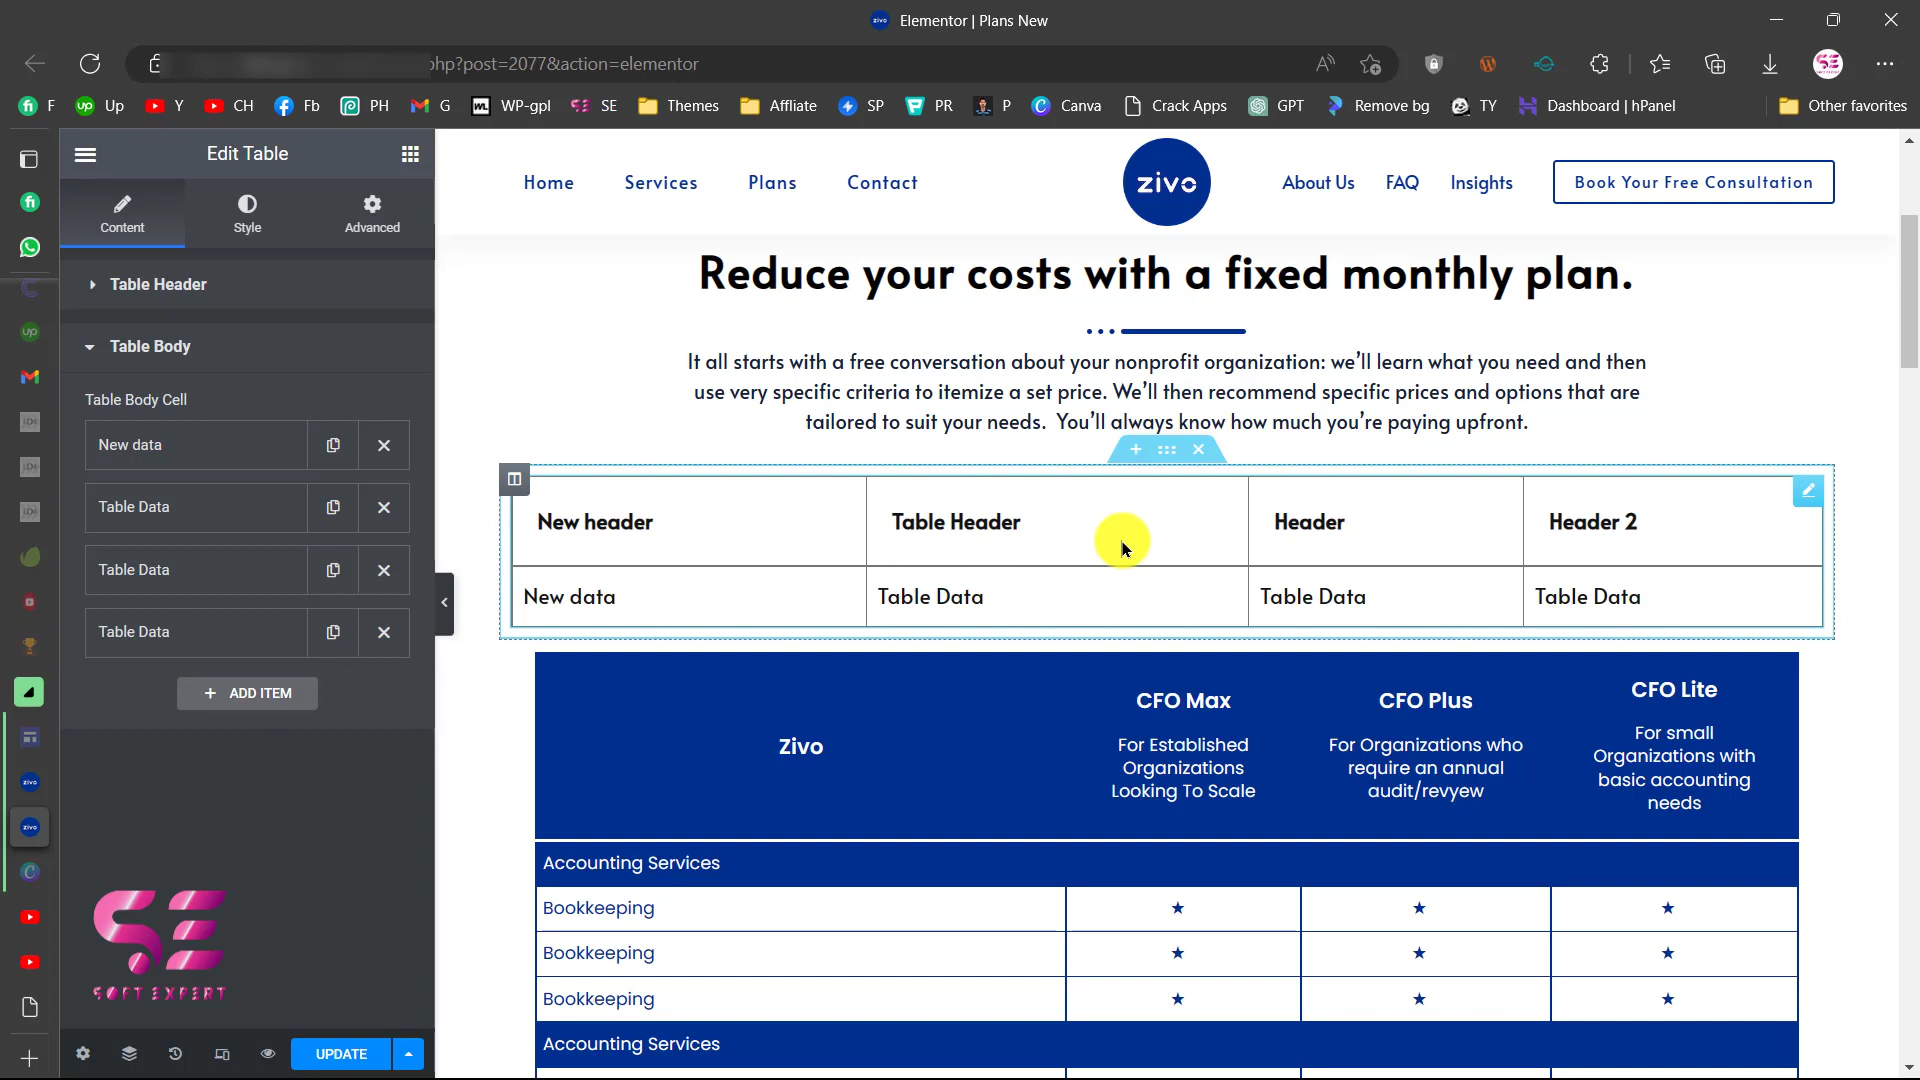 zivo Elementor | Plans New
php?post=2077&action=elementor
F Up Y CH Fb PH G WP-gpl SE Themes Affliate SP PR P Canva Crack Apps GPT Remove bg TY Dashboard | hPanel Other favorites
Edit Table
Content Style Advanced
Table Header
Table Body
Table Body Cell
New data
Table Data
Table Data
Table Data
ADD ITEM
SOFT EXPERT
UPDATE
Home Services Plans Contact zivo About Us FAQ Insights Book Your Free Consultation
Reduce your costs with a fixed monthly plan.
It all starts with a free conversation about your nonprofit organization: we'll learn what you need and then
use very specific criteria to itemize a set price. We'll then recommend specific prices and options that are
tailored to suit your needs. You'll always know how much you're paying upfront.
New header Table Header Header Header 2
New data Table Data Table Data Table Data
Zivo
CFO Max
For Established
Organizations
Looking To Scale
CFO Plus
For Organizations who
require an annual
audit/revyew
CFO Lite
For small
Organizations with
basic accounting
needs
Accounting Services
Bookkeeping ★ ★ ★
Bookkeeping ★ ★ ★
Bookkeeping ★ ★ ★
Accounting Services